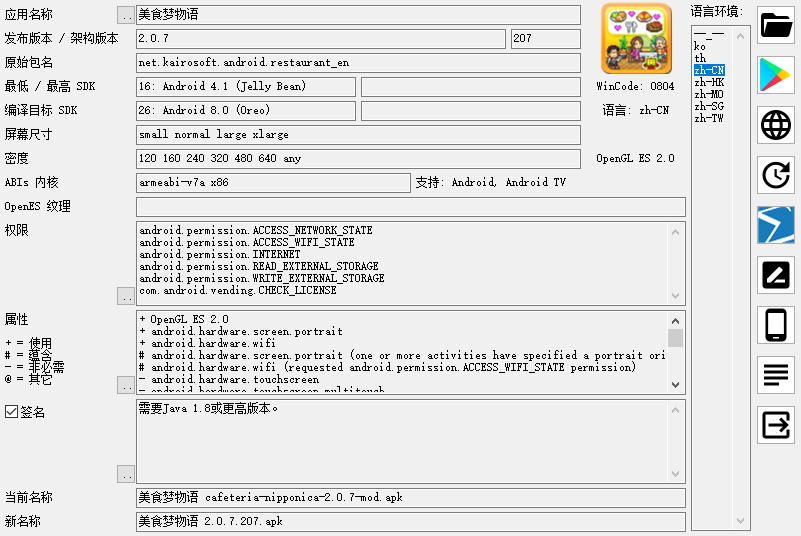 应用名称 .. 美食梦物语
发布版本 / 架构版本 2.0.7 207
原始包名 net.kairosoft.android.restaurant_en
最低 / 最高 SDK 16: Android 4.1 (Jelly Bean)
WinCode: 0804
编译目标 SDK 26: Android 8.0 (Oreo)
语言: zh-CN
屏幕尺寸 small normal large xlarge
密度 120 160 240 320 480 640 any
OpenGL ES 2.0
ABIs 内核 armeabi-v7a x86 支持: Android, Android TV
OpenES 纹理
权限
android.permission.ACCESS_NETWORK_STATE
android.permission.ACCESS_WIFI_STATE
android.permission.INTERNET
android.permission.READ_EXTERNAL_STORAGE
android.permission.WRITE_EXTERNAL_STORAGE
com.android.vending.CHECK_LICENSE
..
属性
+ = 使用
# = 蕴含
- = 非必需
@ = 其它
..
+ OpenGL ES 2.0
+ android.hardware.screen.portrait
+ android.hardware.wifi
# android.hardware.screen.portrait (one or more activities have specified a portrait ori
# android.hardware.wifi (requested android.permission.ACCESS_WIFI_STATE permission)
- android.hardware.touchscreen
- android.hardware.touchscreen.multitouch
签名
需要Java 1.8或更高版本。
..
当前名称 美食梦物语 cafeteria-nipponica-2.0.7-mod.apk
新名称 美食梦物语 2.0.7.207.apk
语言环境:
--_--
ko
th
zh-CN
zh-HK
zh-MO
zh-SG
zh-TW